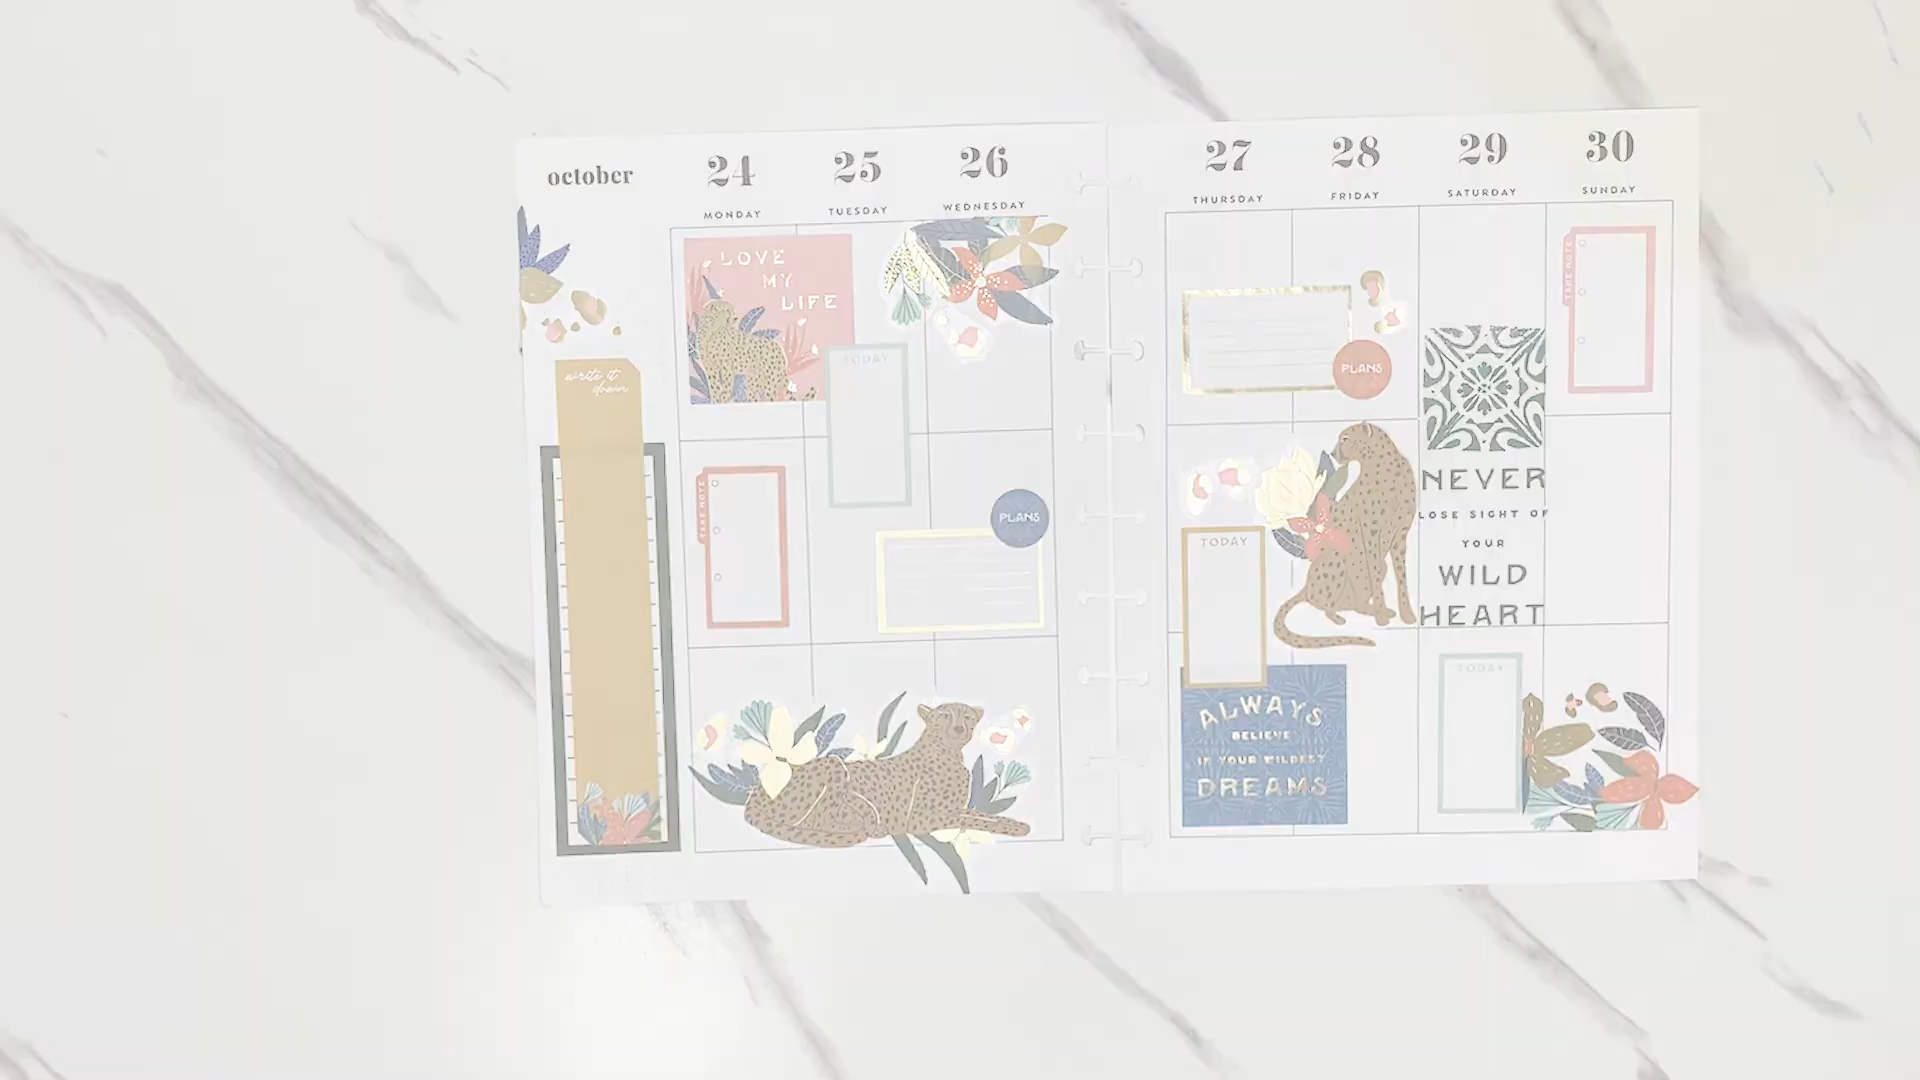 october
24
MONDAY
25
TUESDAY
26
WEDNESDAY
27
THURSDAY
28
FRIDAY
29
SATURDAY
30
SUNDAY
LOVE
MY
LIFE
TODAY
write it
down
TAKE NOTE
PLANS
PLANS
TAKE NOTE
TODAY
NEVER
LOSE SIGHT OF
YOUR
WILD
HEART
ALWAYS
BELIEVE
IN YOUR WILDEST
DREAMS
TODAY